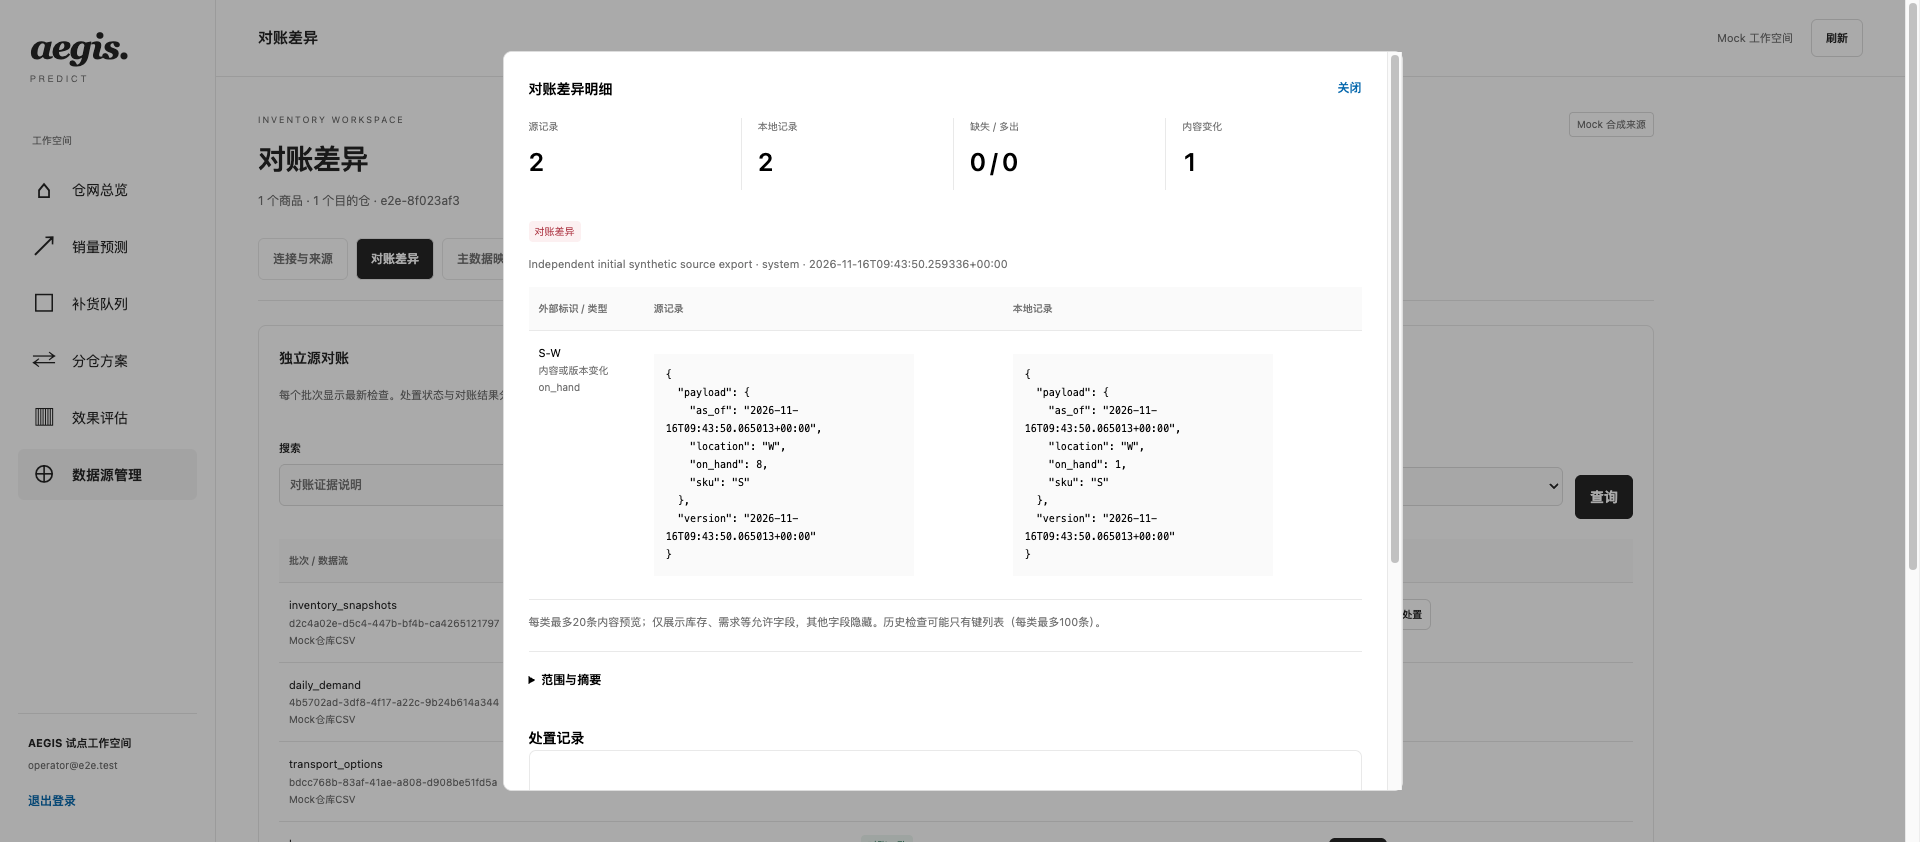 aegis.
PREDICT
工作空间
仓网总览
销量预测
补货队列
分仓方案
效果评估
数据源管理
AEGIS 试点工作空间
operator@e2e.test
退出登录
对账差异
Mock 工作空间
刷新
INVENTORY WORKSPACE
对账差异
1 个商品 · 1 个目的仓 · e2e-8f023af3
Mock 合成来源
连接与来源
对账差异
主数据映
独立源对账
每个批次显示最新检查。处置状态与对账结果
搜索
对账证据说明
查询
批次 / 数据流
inventory_snapshots
d2c4a02e-d5c4-447b-bf4b-ca4265121797
Mock仓库CSV
处置
daily_demand
4b5702ad-3df8-4f17-a22c-9b24b614a344
Mock仓库CSV
transport_options
bdcc768b-83af-41ae-a808-d908be51fd5a
Mock仓库CSV
对账差异明细
关闭
源记录
2
本地记录
2
缺失 / 多出
0/0
内容变化
1
对账差异
Independent initial synthetic source export · system · 2026-11-16T09:43:50.259336+00:00
外部标识 / 类型
源记录
本地记录
S-W
内容或版本变化
on_hand
{
"payload": {
"as_of": "2026-11-
16T09:43:50.065013+00:00",
"location": "W",
"on_hand": 8,
"sku": "S"
},
"version": "2026-11-
16T09:43:50.065013+00:00"
}
{
"payload": {
"as_of": "2026-11-
16T09:43:50.065013+00:00",
"location": "W",
"on_hand": 1,
"sku": "S"
},
"version": "2026-11-
16T09:43:50.065013+00:00"
}
每类最多20条内容预览；仅展示库存、需求等允许字段，其他字段隐藏。历史检查可能只有键列表（每类最多100条）。
范围与摘要
处置记录